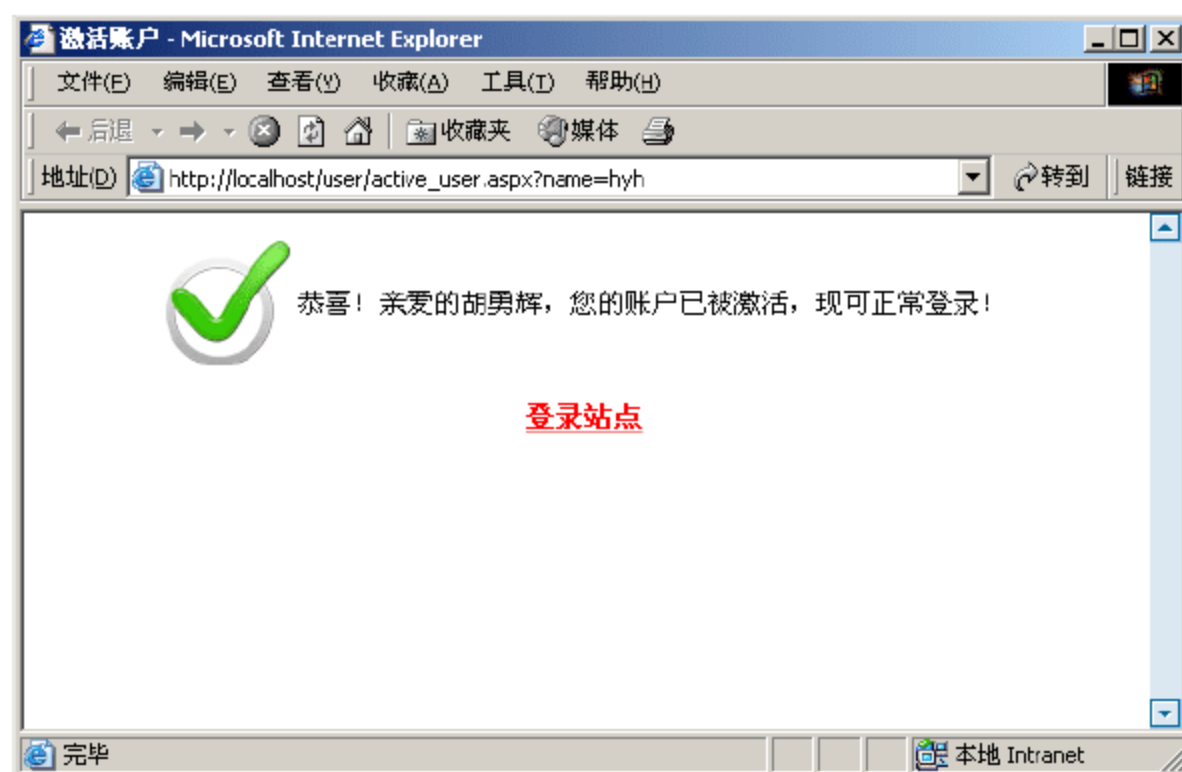 激活账户 - Microsoft Internet Explorer
文件(F) 编辑(E) 查看(V) 收藏(A) 工具(T) 帮助(H)
后退 收藏夹 媒体
地址(D) http://localhost/user/active_user.aspx?name=hyh 转到 链接
恭喜！亲爱的胡勇辉，您的账户已被激活，现可正常登录！
登录站点
完毕 本地 Intranet